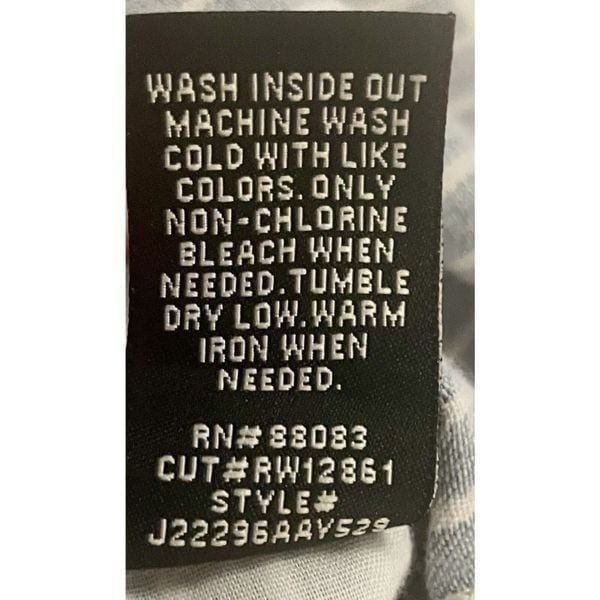 WASH INSIDE OUT
MACHINE WASH
COLD WITH LIKE
COLORS. ONLY
NON-CHLORINE
BLEACH WHEN
NEEDED. TUMBLE
DRY LOW. WARM
IRON WHEN
NEEDED.
RN# 88083
CUT#RW12861
STYLE#
J22296AAY529